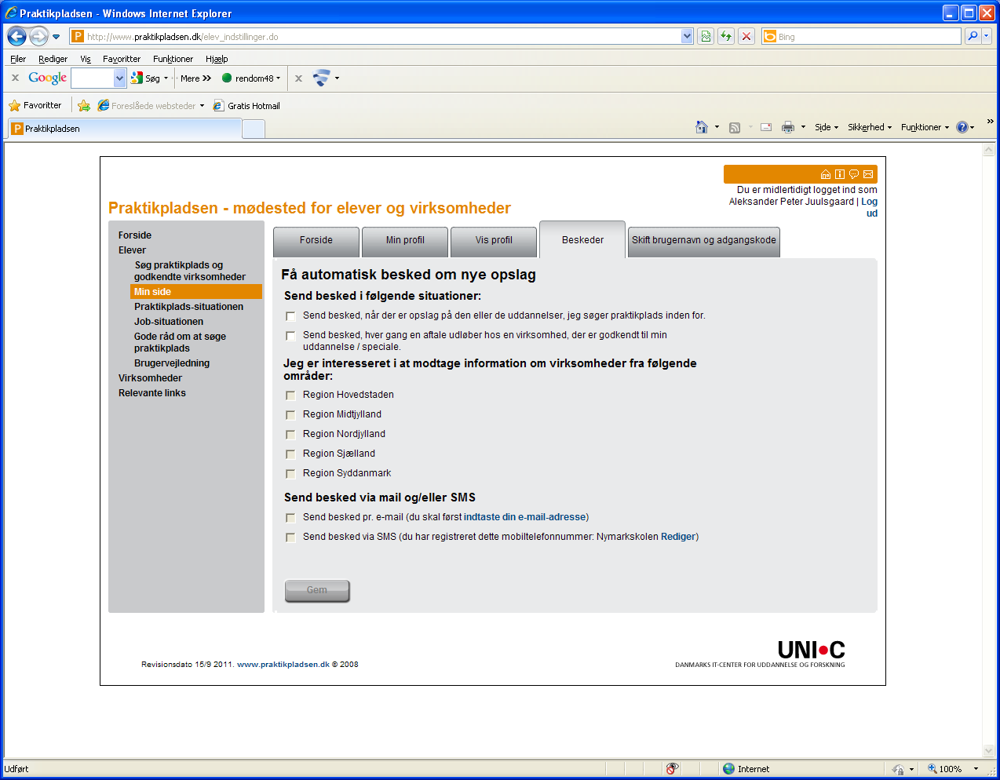 Praktikpladsen - Windows Internet Explorer
http://www.praktikpladsen.dk/elev_indstillinger.do
Bing
Filer Rediger Vis Favoritter Funktioner Hjælp
Google Søg Mere rendom48
Favoritter Foreslåede websteder Gratis Hotmail
Praktikpladsen
Side Sikkerhed Funktioner
Du er midlertidigt logget ind som
Aleksander Peter Juulsgaard | Log
ud
Praktikpladsen - mødested for elever og virksomheder
Forside
Elever
Søg praktikplads og
godkendte virksomheder
Min side
Praktikplads-situationen
Job-situationen
Gode råd om at søge
praktikplads
Brugervejledning
Virksomheder
Relevante links
Forside Min profil Vis profil Beskeder Skift brugernavn og adgangskode
Få automatisk besked om nye opslag
Send besked i følgende situationer:
Send besked, når der er opslag på den eller de uddannelser, jeg søger praktikplads inden for.
Send besked, hver gang en aftale udløber hos en virksomhed, der er godkendt til min
uddannelse / speciale.
Jeg er interesseret i at modtage information om virksomheder fra følgende
områder:
Region Hovedstaden
Region Midtjylland
Region Nordjylland
Region Sjælland
Region Syddanmark
Send besked via mail og/eller SMS
Send besked pr. e-mail (du skal først indtaste din e-mail-adresse)
Send besked via SMS (du har registreret dette mobiltelefonnummer: Nymarkskolen Rediger)
Gem
Revisionsdato 15/9 2011. www.praktikpladsen.dk © 2008
UNI•C
DANMARKS IT-CENTER FOR UDDANNELSE OG FORSKNING
Udført
Internet
100%